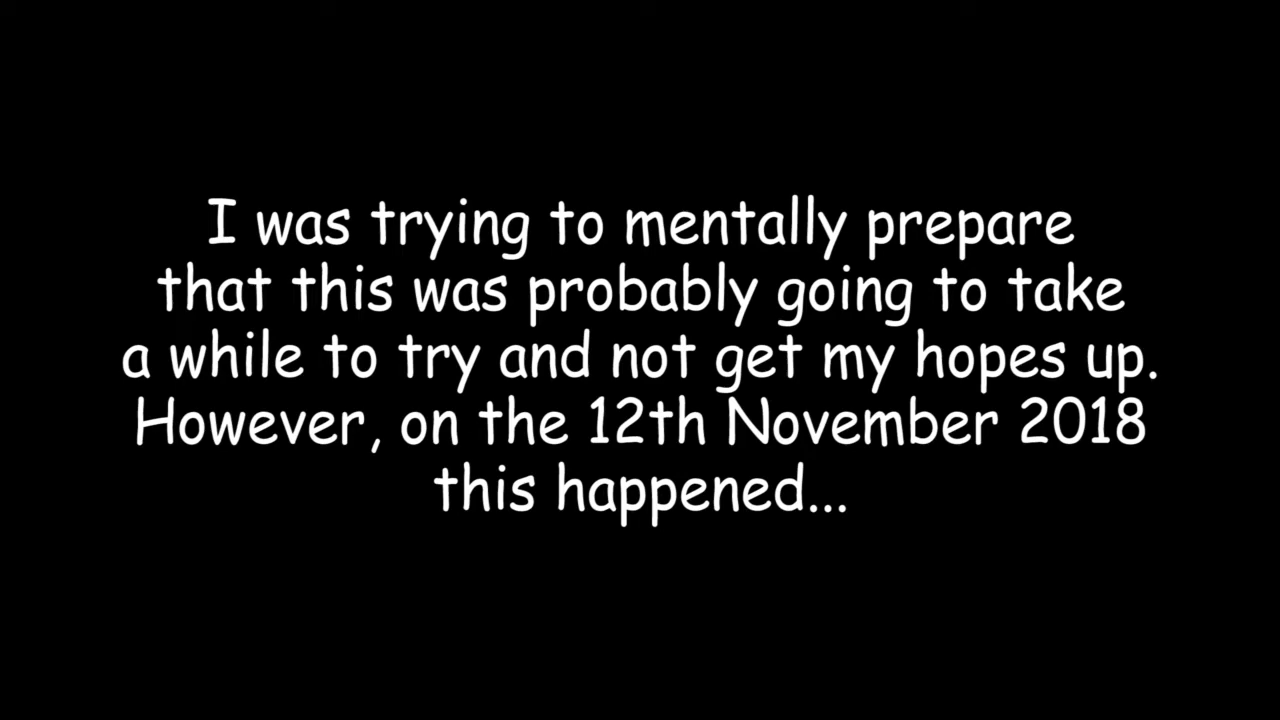 I was trying to mentally prepare
that this was probably going to take
a while to try and not get my hopes up.
However, on the 12th November 2018
this happened...